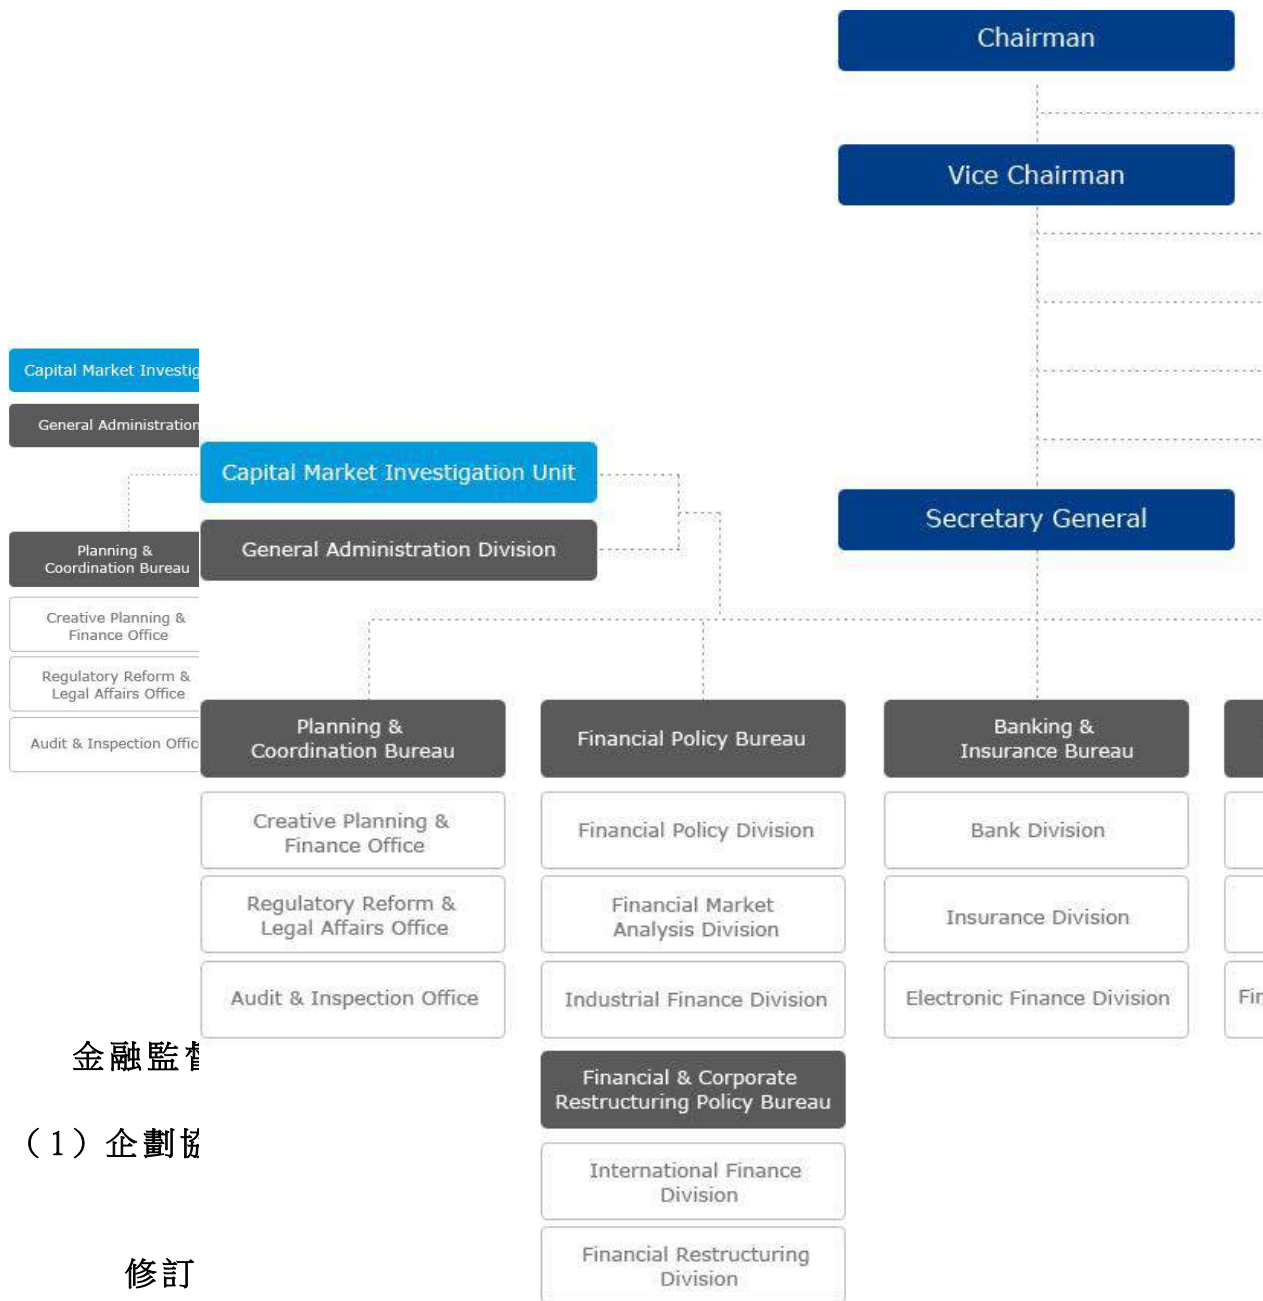 Chairman
Vice Chairman
Capital Market Investig
General Administration
Capital Market Investigation Unit
General Administration Division
Secretary General
Planning &
Coordination Bureau
Creative Planning &
Finance Office
Regulatory Reform &
Legal Affairs Office
Audit & Inspection Offic
Planning &
Coordination Bureau
Creative Planning &
Finance Office
Regulatory Reform &
Legal Affairs Office
Audit & Inspection Office
Financial Policy Bureau
Financial Policy Division
Financial Market
Analysis Division
Industrial Finance Division
Financial & Corporate
Restructuring Policy Bureau
International Finance
Division
Financial Restructuring
Division
Banking &
Insurance Bureau
Bank Division
Insurance Division
Electronic Finance Division
金融監
(1) 企劃
修訂